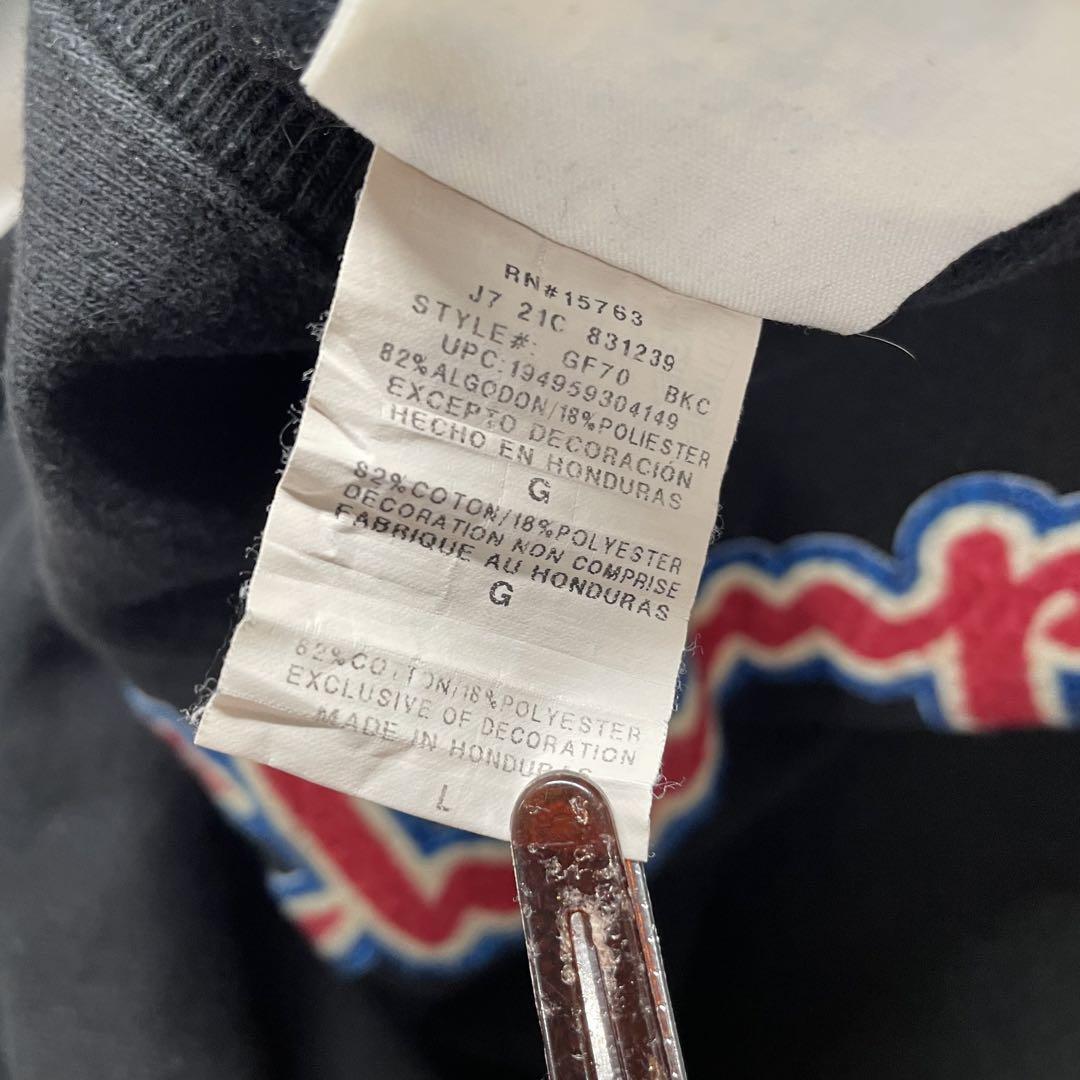 RN#15763
J7 21C 831239
STYLE#: GF70 BKC
UPC:194959304149
82%ALGODON/18%POLIESTER
EXCEPTO DECORACIÓN
HECHO EN HONDURAS
G
82%COTON/18%POLYESTER
DECORATION NON COMPRISE
FABRIQUE AU HONDURAS
G
82%COTTON/18%POLYESTER
EXCLUSIVE OF DECORATION
MADE IN HONDURAS
L